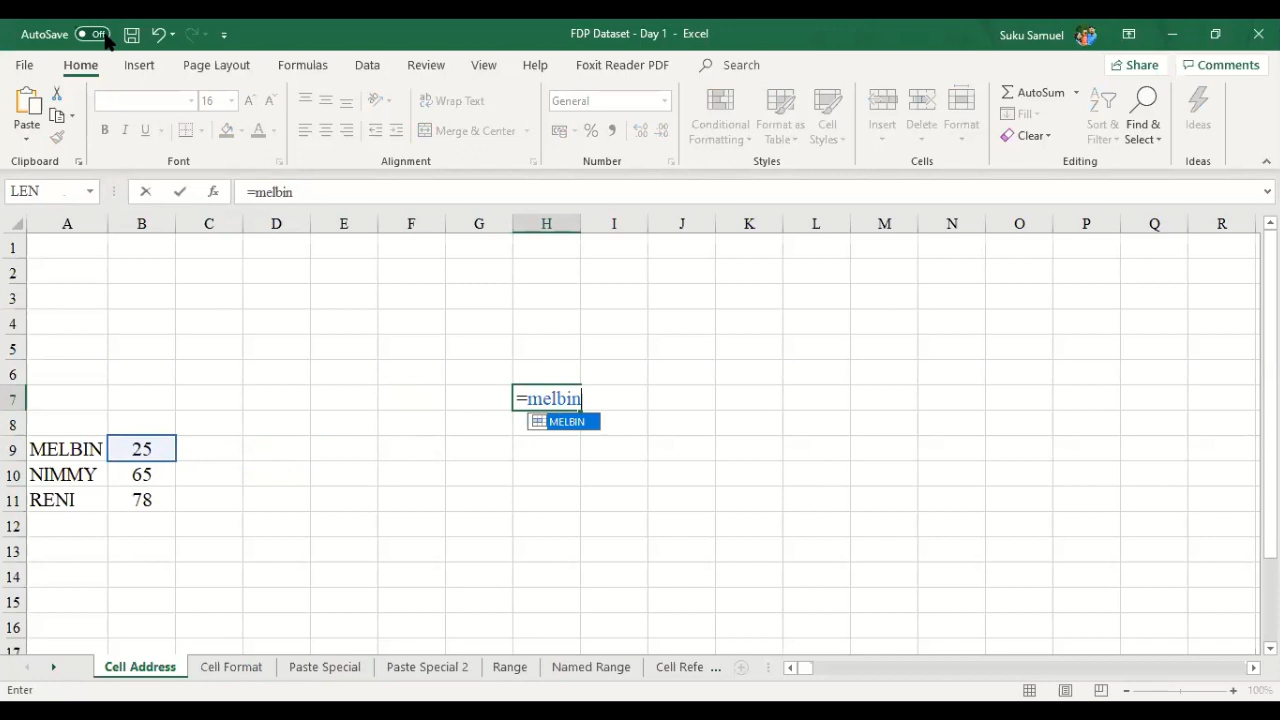 AutoSave Off FDP Dataset - Day 1 - Excel Suku Samuel
File Home Insert Page Layout Formulas Data Review View Help Foxit Reader PDF Search Share Comments
Paste 16 A A Wrap Text General Conditional Formatting Format as Table Cell Styles Insert Delete Format AutoSum Fill Clear Sort & Filter Find & Select Ideas
B I U A Merge & Center % , .00
Clipboard Font Alignment Number Styles Cells Editing Ideas
LEN fx =melbin
A B C D E F G H I J K L M N O P Q R
1
2
3
4
5
6
7 =melbin
8 MELBIN
9 MELBIN 25
10 NIMMY 65
11 RENI 78
12
13
14
15
16
17
Cell Address Cell Format Paste Special Paste Special 2 Range Named Range Cell Refe ...
Enter 100%